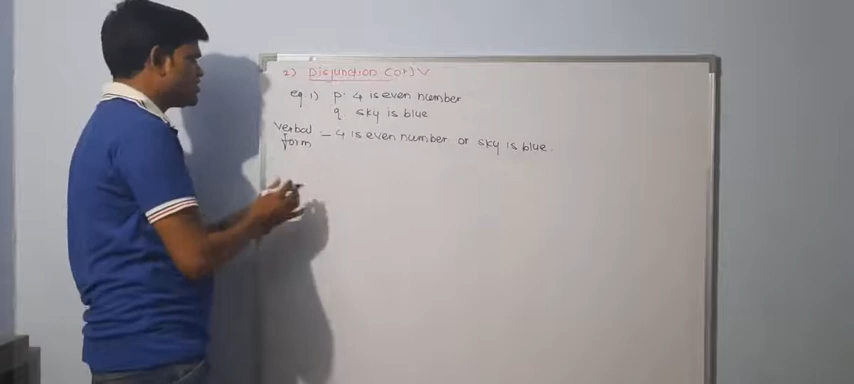 2) Disjunction (or) V
eg 1) p. 4 is even number
q. sky is blue
Verbal form - 4 is even number or sky is blue.